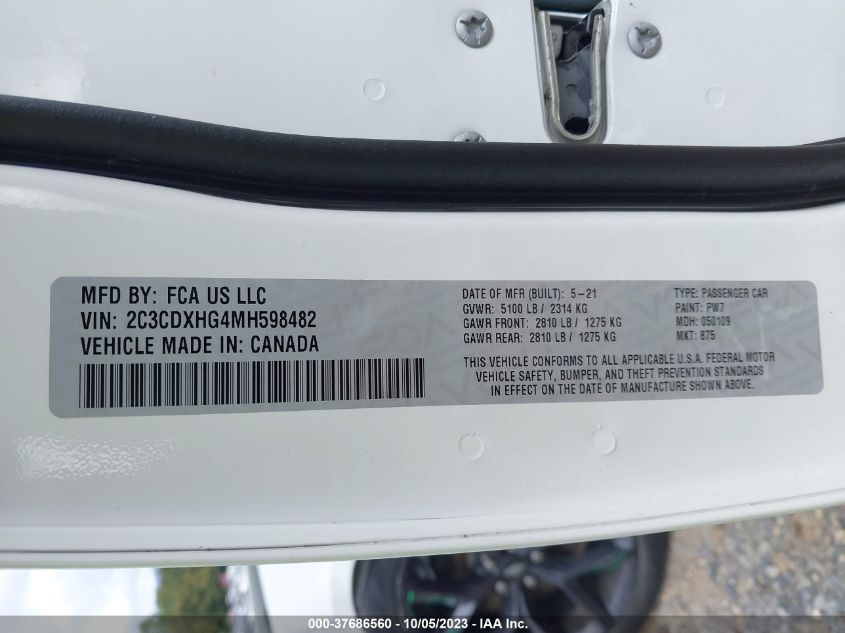 MFD BY: FCA US LLC
VIN: 2C3CDXHG4MH598482
VEHICLE MADE IN: CANADA
DATE OF MFR (BUILT): 5-21
GVWR: 5100 LB / 2314 KG
GAWR FRONT: 2810 LB / 1275 KG
GAWR REAR: 2810 LB / 1275 KG
TYPE: PASSENGER CAR
PAINT: PW7
MDH: 050109
MKT: 875
THIS VEHICLE CONFORMS TO ALL APPLICABLE U.S.A. FEDERAL MOTOR
VEHICLE SAFETY, BUMPER, AND THEFT PREVENTION STANDARDS
IN EFFECT ON THE DATE OF MANUFACTURE SHOWN ABOVE.
000-37686560 - 10/05/2023 - IAA Inc.